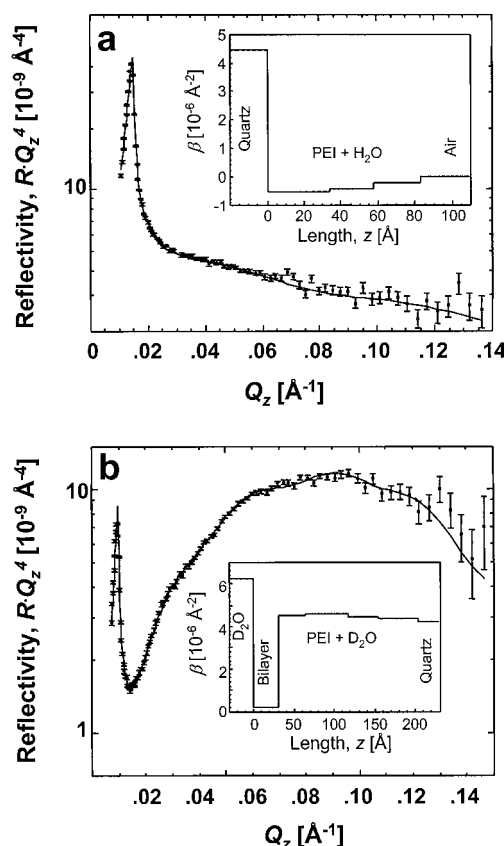 a
Reflectivity, R·Qz⁴ [10⁻⁹ Å⁻⁴]
10
β [10⁻⁶ Å⁻²]
5
4
3
2
1
0
-1
Quartz
PEI + H₂O
Air
0 20 40 60 80 100
Length, z [Å]
0 .02 .04 .06 .08 .10 .12 .14
Qz [Å⁻¹]
b
Reflectivity, RQz⁴ [10⁻⁹ Å⁻⁴]
10
1
β [10⁻⁶ Å⁻²]
6
4
2
0
D₂O
Bilayer
PEI + D₂O
Quartz
0 50 100 150 200
Length, z [Å]
.02 .04 .06 .08 .10 .12 .14
Qz [Å⁻¹]